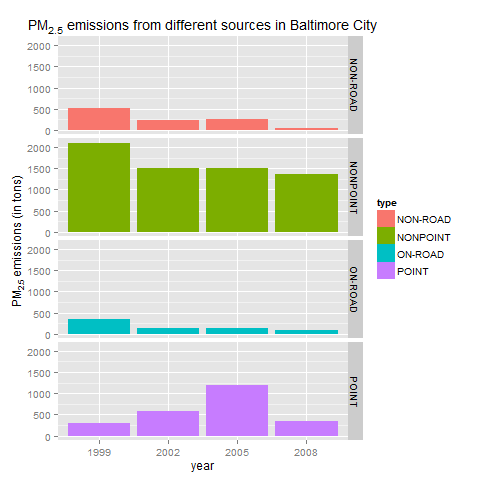 PM2.5 emissions from different sources in Baltimore City
PM2.5 emissions (in tons)
2000
1500
1000
500
0
NON-ROAD
2000
1500
1000
500
0
NONPOINT
2000
1500
1000
500
0
ON-ROAD
2000
1500
1000
500
0
POINT
1999 2002 2005 2008
year
type
NON-ROAD
NONPOINT
ON-ROAD
POINT